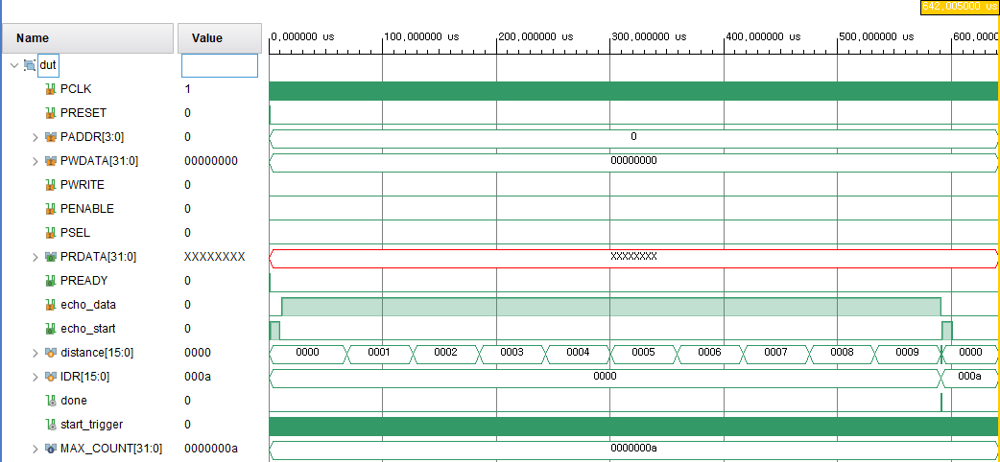 642,005000 us
Name Value 0,000000 us 100,000000 us 200,000000 us 300,000000 us 400,000000 us 500,000000 us 600,0000
dut
PCLK 1
PRESET 0
PADDR[3:0] 0 0
PWDATA[31:0] 00000000 00000000
PWRITE 0
PENABLE 0
PSEL 0
PRDATA[31:0] XXXXXXXX XXXXXXXX
PREADY 0
echo_data 0
echo_start 0
distance[15:0] 0000 0000 0001 0002 0003 0004 0005 0006 0007 0008 0009 0000
IDR[15:0] 000a 0000 000a
done 0
start_trigger 0
MAX_COUNT[31:0] 0000000a 0000000a